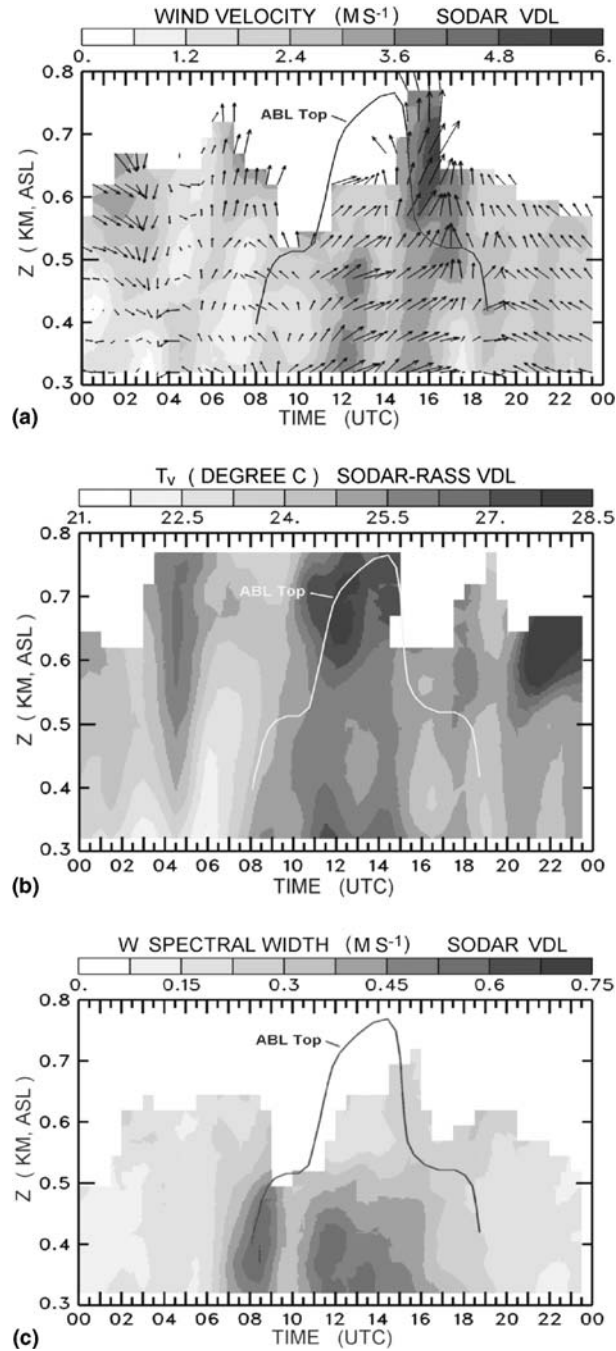 WIND VELOCITY (M S-1) SODAR VDL
0. 1.2 2.4 3.6 4.8 6.
0.8
ABL Top
0.7
0.6
0.5
0.4
0.3
Z ( KM, ASL )
00 02 04 06 08 10 12 14 16 18 20 22 00
(a) TIME (UTC)
Tv ( DEGREE C ) SODAR-RASS VDL
21. 22.5 24. 25.5 27. 28.5
0.8
0.7
ABL Top
0.6
0.5
0.4
0.3
Z ( KM, ASL )
00 02 04 06 08 10 12 14 16 18 20 22 00
(b) TIME (UTC)
W SPECTRAL WIDTH (M S-1) SODAR VDL
0. 0.15 0.3 0.45 0.6 0.75
0.8
ABL Top
0.7
0.6
0.5
0.4
0.3
Z ( KM, ASL )
00 02 04 06 08 10 12 14 16 18 20 22 00
(c) TIME (UTC)